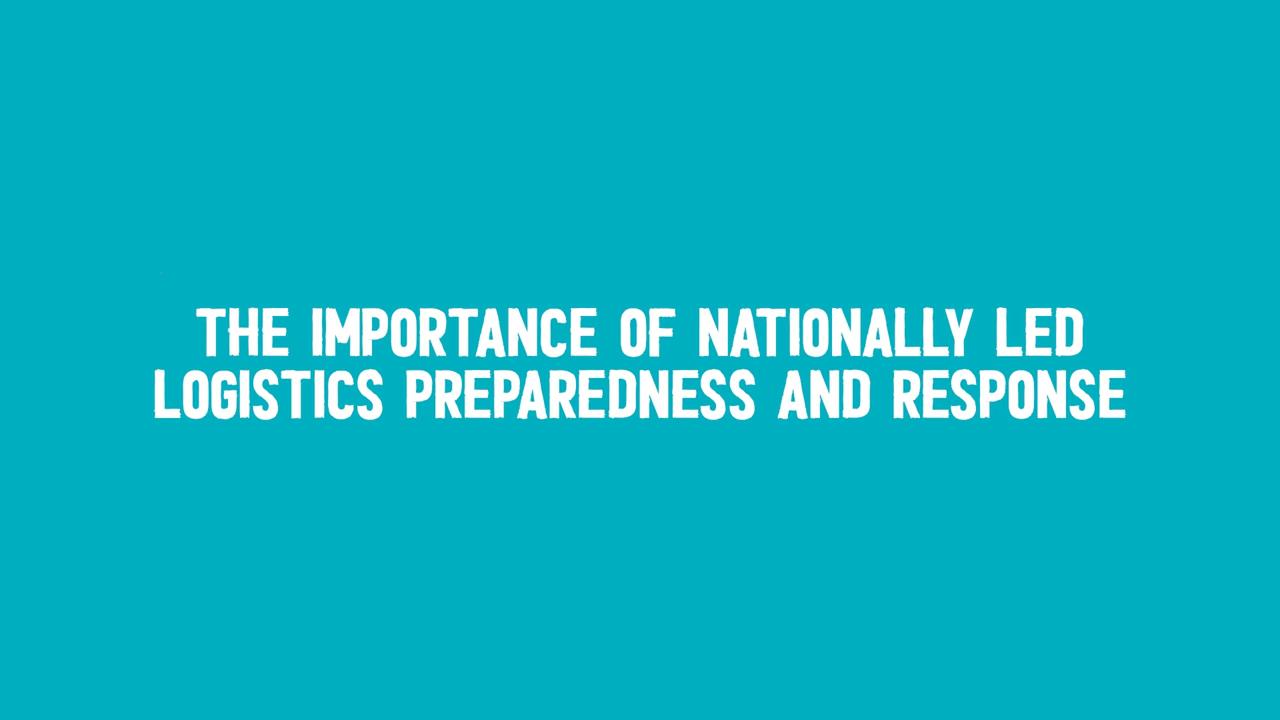 THE IMPORTANCE OF NATIONALLY LED
LOGISTICS PREPAREDNESS AND RESPONSE